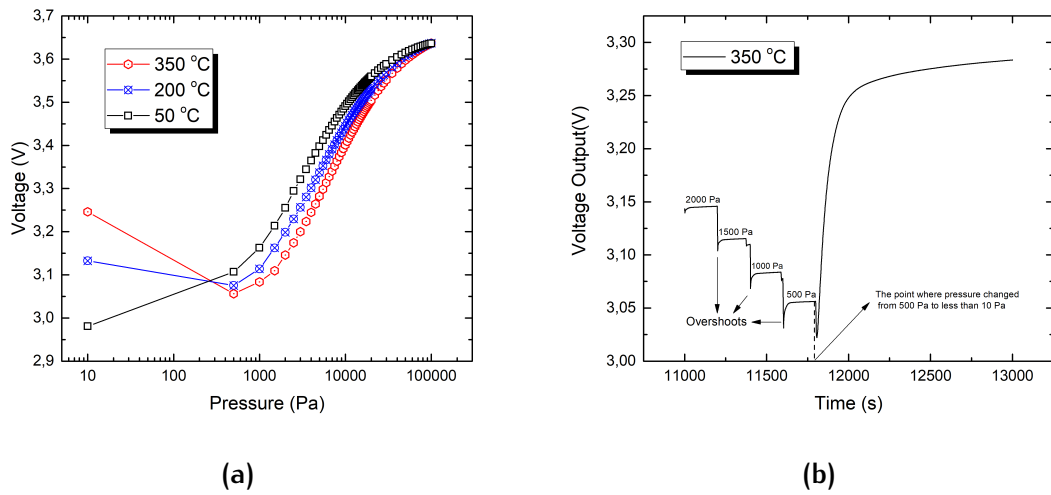 3,7
3,6
3,5
3,4
3,3
3,2
3,1
3,0
2,9
Voltage (V)
350 °C
200 °C
50 °C
10
100
1000
10000
100000
Pressure (Pa)
(a)
3,30
3,25
3,20
3,15
3,10
3,05
3,00
Voltage Output(V)
350 °C
2000 Pa
1500 Pa
1000 Pa
500 Pa
Overshoots
The point where pressure changed
from 500 Pa to less than 10 Pa
11000
11500
12000
12500
13000
Time (s)
(b)